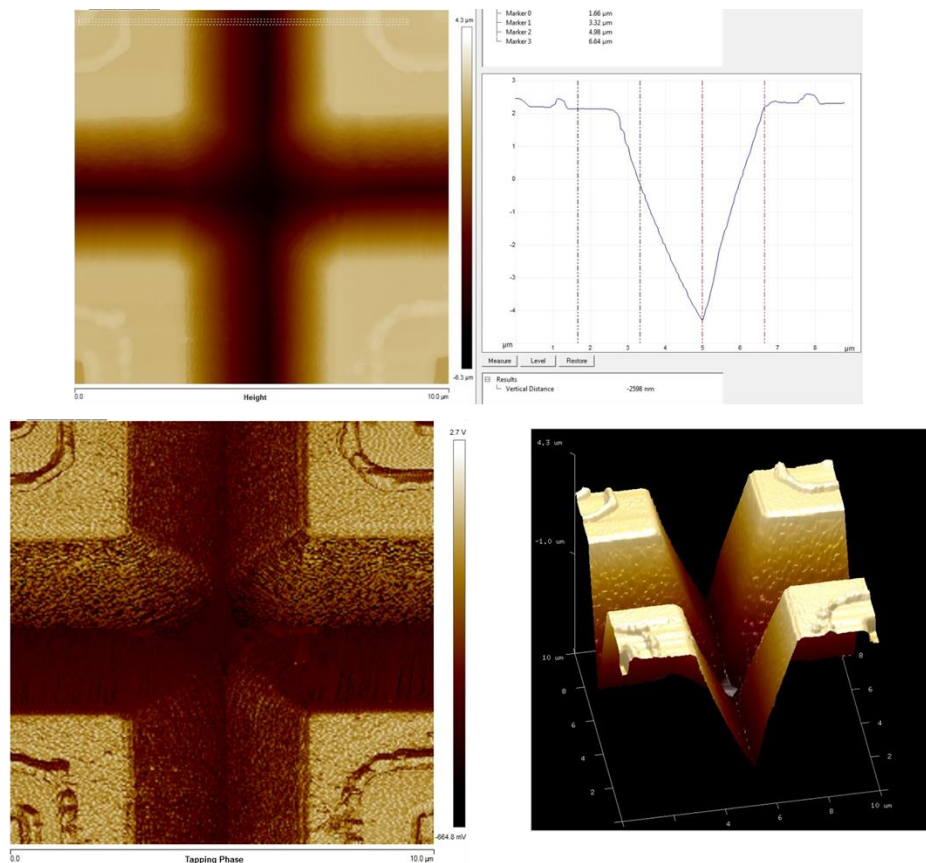 4.3 µm
-6.3 µm
0.0 Height 10.0 µm
Marker 0 1.66 µm
Marker 1 3.32 µm
Marker 2 4.98 µm
Marker 3 6.64 µm
3
2
1
0
-1
-2
-3
-4
µm 1 2 3 4 5 6 7 8 µm
Measure Level Restore
Results
Vertical Distance -2598 nm
2.7 V
-664.8 mV
0.0 Tapping Phase 10.0 µm
4.3 um
-1.0 um
10 um
8
6
4
2
4
6
8
10 um
2
4
6
8